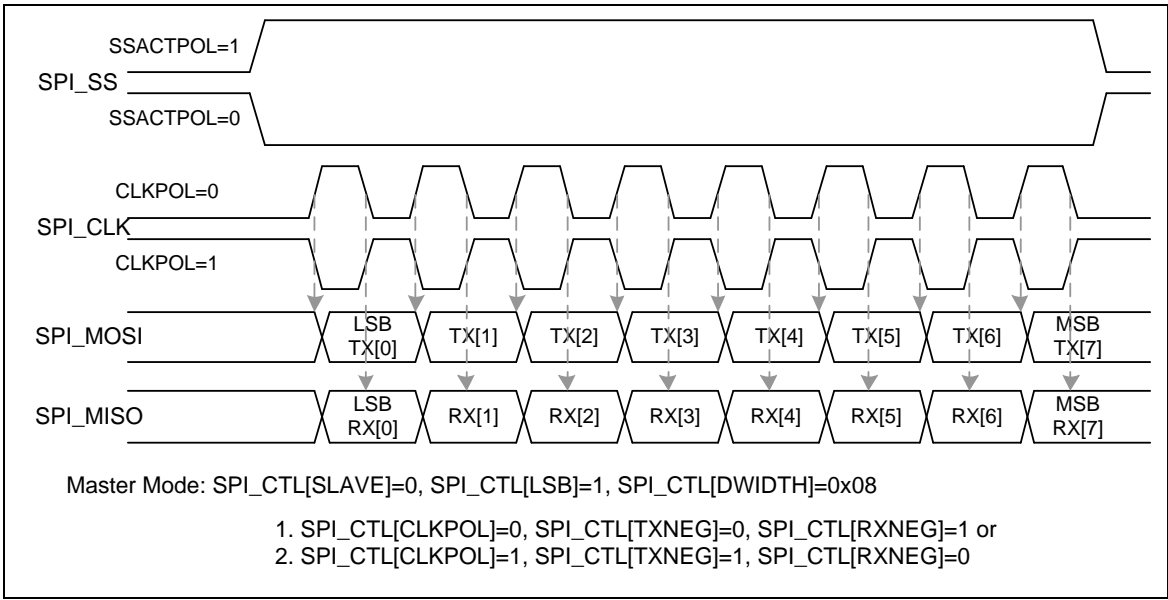 SSACTPOL=1
SPI_SS
SSACTPOL=0
CLKPOL=0
SPI_CLK
CLKPOL=1
SPI_MOSI
LSB TX[0]
TX[1]
TX[2]
TX[3]
TX[4]
TX[5]
TX[6]
MSB TX[7]
SPI_MISO
LSB RX[0]
RX[1]
RX[2]
RX[3]
RX[4]
RX[5]
RX[6]
MSB RX[7]
Master Mode: SPI_CTL[SLAVE]=0, SPI_CTL[LSB]=1, SPI_CTL[DWIDTH]=0x08
1. SPI_CTL[CLKPOL]=0, SPI_CTL[TXNEG]=0, SPI_CTL[RXNEG]=1 or
2. SPI_CTL[CLKPOL]=1, SPI_CTL[TXNEG]=1, SPI_CTL[RXNEG]=0